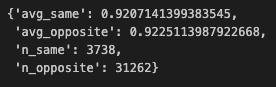 {'avg_same': 0.9207141399383545,
 'avg_opposite': 0.9225113987922668,
 'n_same': 3738,
 'n_opposite': 31262}